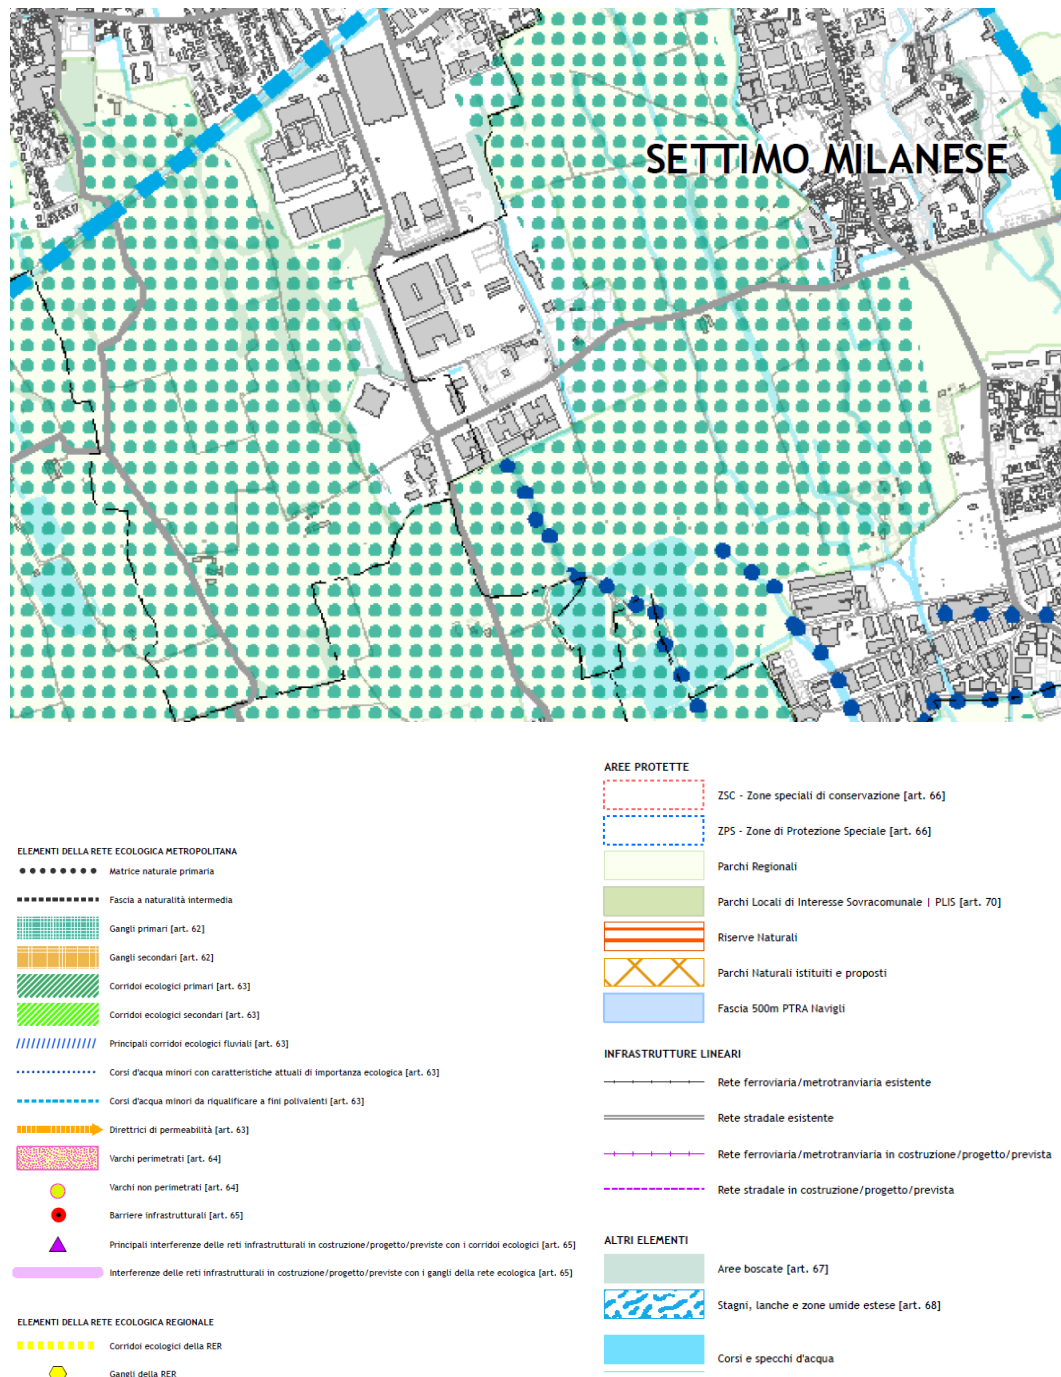 SETTIMO MILANESE
ELEMENTI DELLA RETE ECOLOGICA METROPOLITANA
Matrice naturale primaria
Fascia a naturalità intermedia
Gangli primari [art. 62]
Gangli secondari [art. 62]
Corridoi ecologici primari [art. 63]
Corridoi ecologici secondari [art. 63]
Principali corridoi ecologici fluviali [art. 63]
Corsi d'acqua minori con caratteristiche attuali di importanza ecologica [art. 63]
Corsi d'acqua minori da riqualificare a fini polivalenti [art. 63]
Direttrici di permeabilità [art. 63]
Varchi perimetrati [art. 64]
Varchi non perimetrati [art. 64]
Barriere infrastrutturali [art. 65]
Principali interferenze delle reti infrastrutturali in costruzione/progetto/previste con i corridoi ecologici [art. 65]
Interferenze delle reti infrastrutturali in costruzione/progetto/previste con i gangli della rete ecologica [art. 65]
ELEMENTI DELLA RETE ECOLOGICA REGIONALE
Corridoi ecologici della RER
Gangli della RER
AREE PROTETTE
ZSC - Zone speciali di conservazione [art. 66]
ZPS - Zone di Protezione Speciale [art. 66]
Parchi Regionali
Parchi Locali di Interesse Sovracomunale | PLIS [art. 70]
Riserve Naturali
Parchi Naturali istituiti e proposti
Fascia 500m PTRA Navigli
INFRASTRUTTURE LINEARI
Rete ferroviaria/metrotranviaria esistente
Rete stradale esistente
Rete ferroviaria/metrotranviaria in costruzione/progetto/prevista
Rete stradale in costruzione/progetto/prevista
ALTRI ELEMENTI
Aree boscate [art. 67]
Stagni, lanche e zone umide estese [art. 68]
Corsi e specchi d'acqua